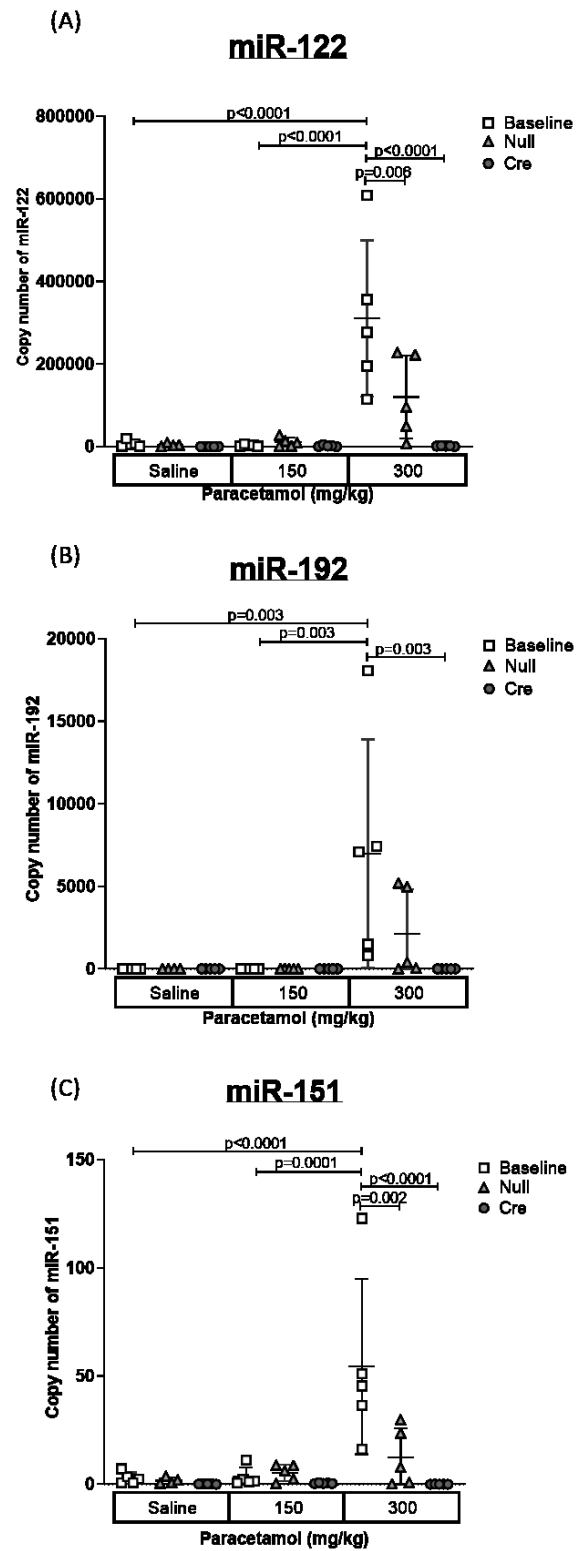 (A)
miR-122
p<0.0001
p<0.0001
p<0.0001
p=0.006
Baseline
Null
Cre
Copy number of miR-122
800000
600000
400000
200000
0
Saline 150 300
Paracetamol (mg/kg)
(B)
miR-192
p=0.003
p=0.003
p=0.003
Baseline
Null
Cre
Copy number of miR-192
20000
15000
10000
5000
0
Saline 150 300
Paracetamol (mg/kg)
(C)
miR-151
p<0.0001
p=0.0001
p<0.0001
p=0.002
Baseline
Null
Cre
Copy number of miR-151
150
100
50
0
Saline 150 300
Paracetamol (mg/kg)